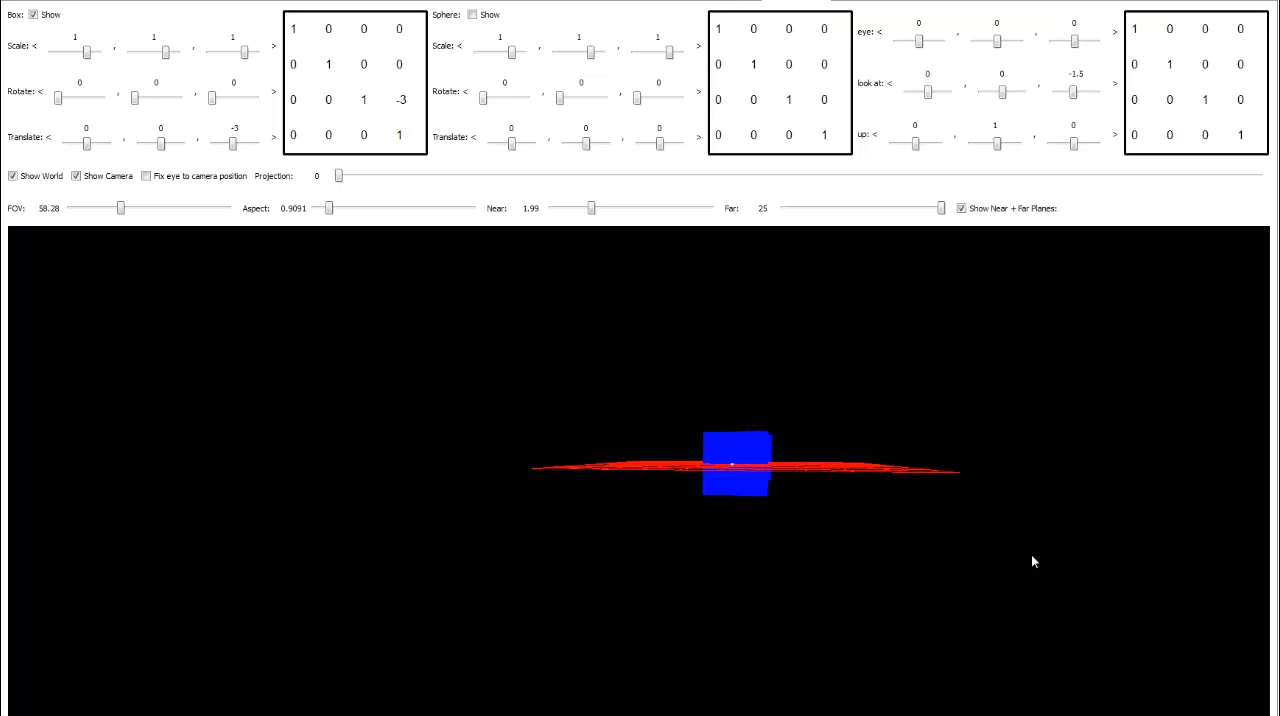 Box: Show
1 1 1
Scale: < , , >
0 0 0
Rotate: < , , >
0 0 -3
Translate: < , , >
1 0 0 0
0 1 0 0
0 0 1 -3
0 0 0 1
Sphere: Show
1 1 1
Scale: < , , >
0 0 0
Rotate: < , , >
0 0 0
Translate: < , , >
1 0 0 0
0 1 0 0
0 0 1 0
0 0 0 1
0 0 0
eye: < , , >
0 0 -1.5
look at: < , , >
0 1 0
up: < , , >
1 0 0 0
0 1 0 0
0 0 1 0
0 0 0 1
Show World Show Camera Fix eye to camera position Projection: 0
FOV: 58.28 Aspect: 0.9091 Near: 1.99 Far: 25 Show Near + Far Planes: